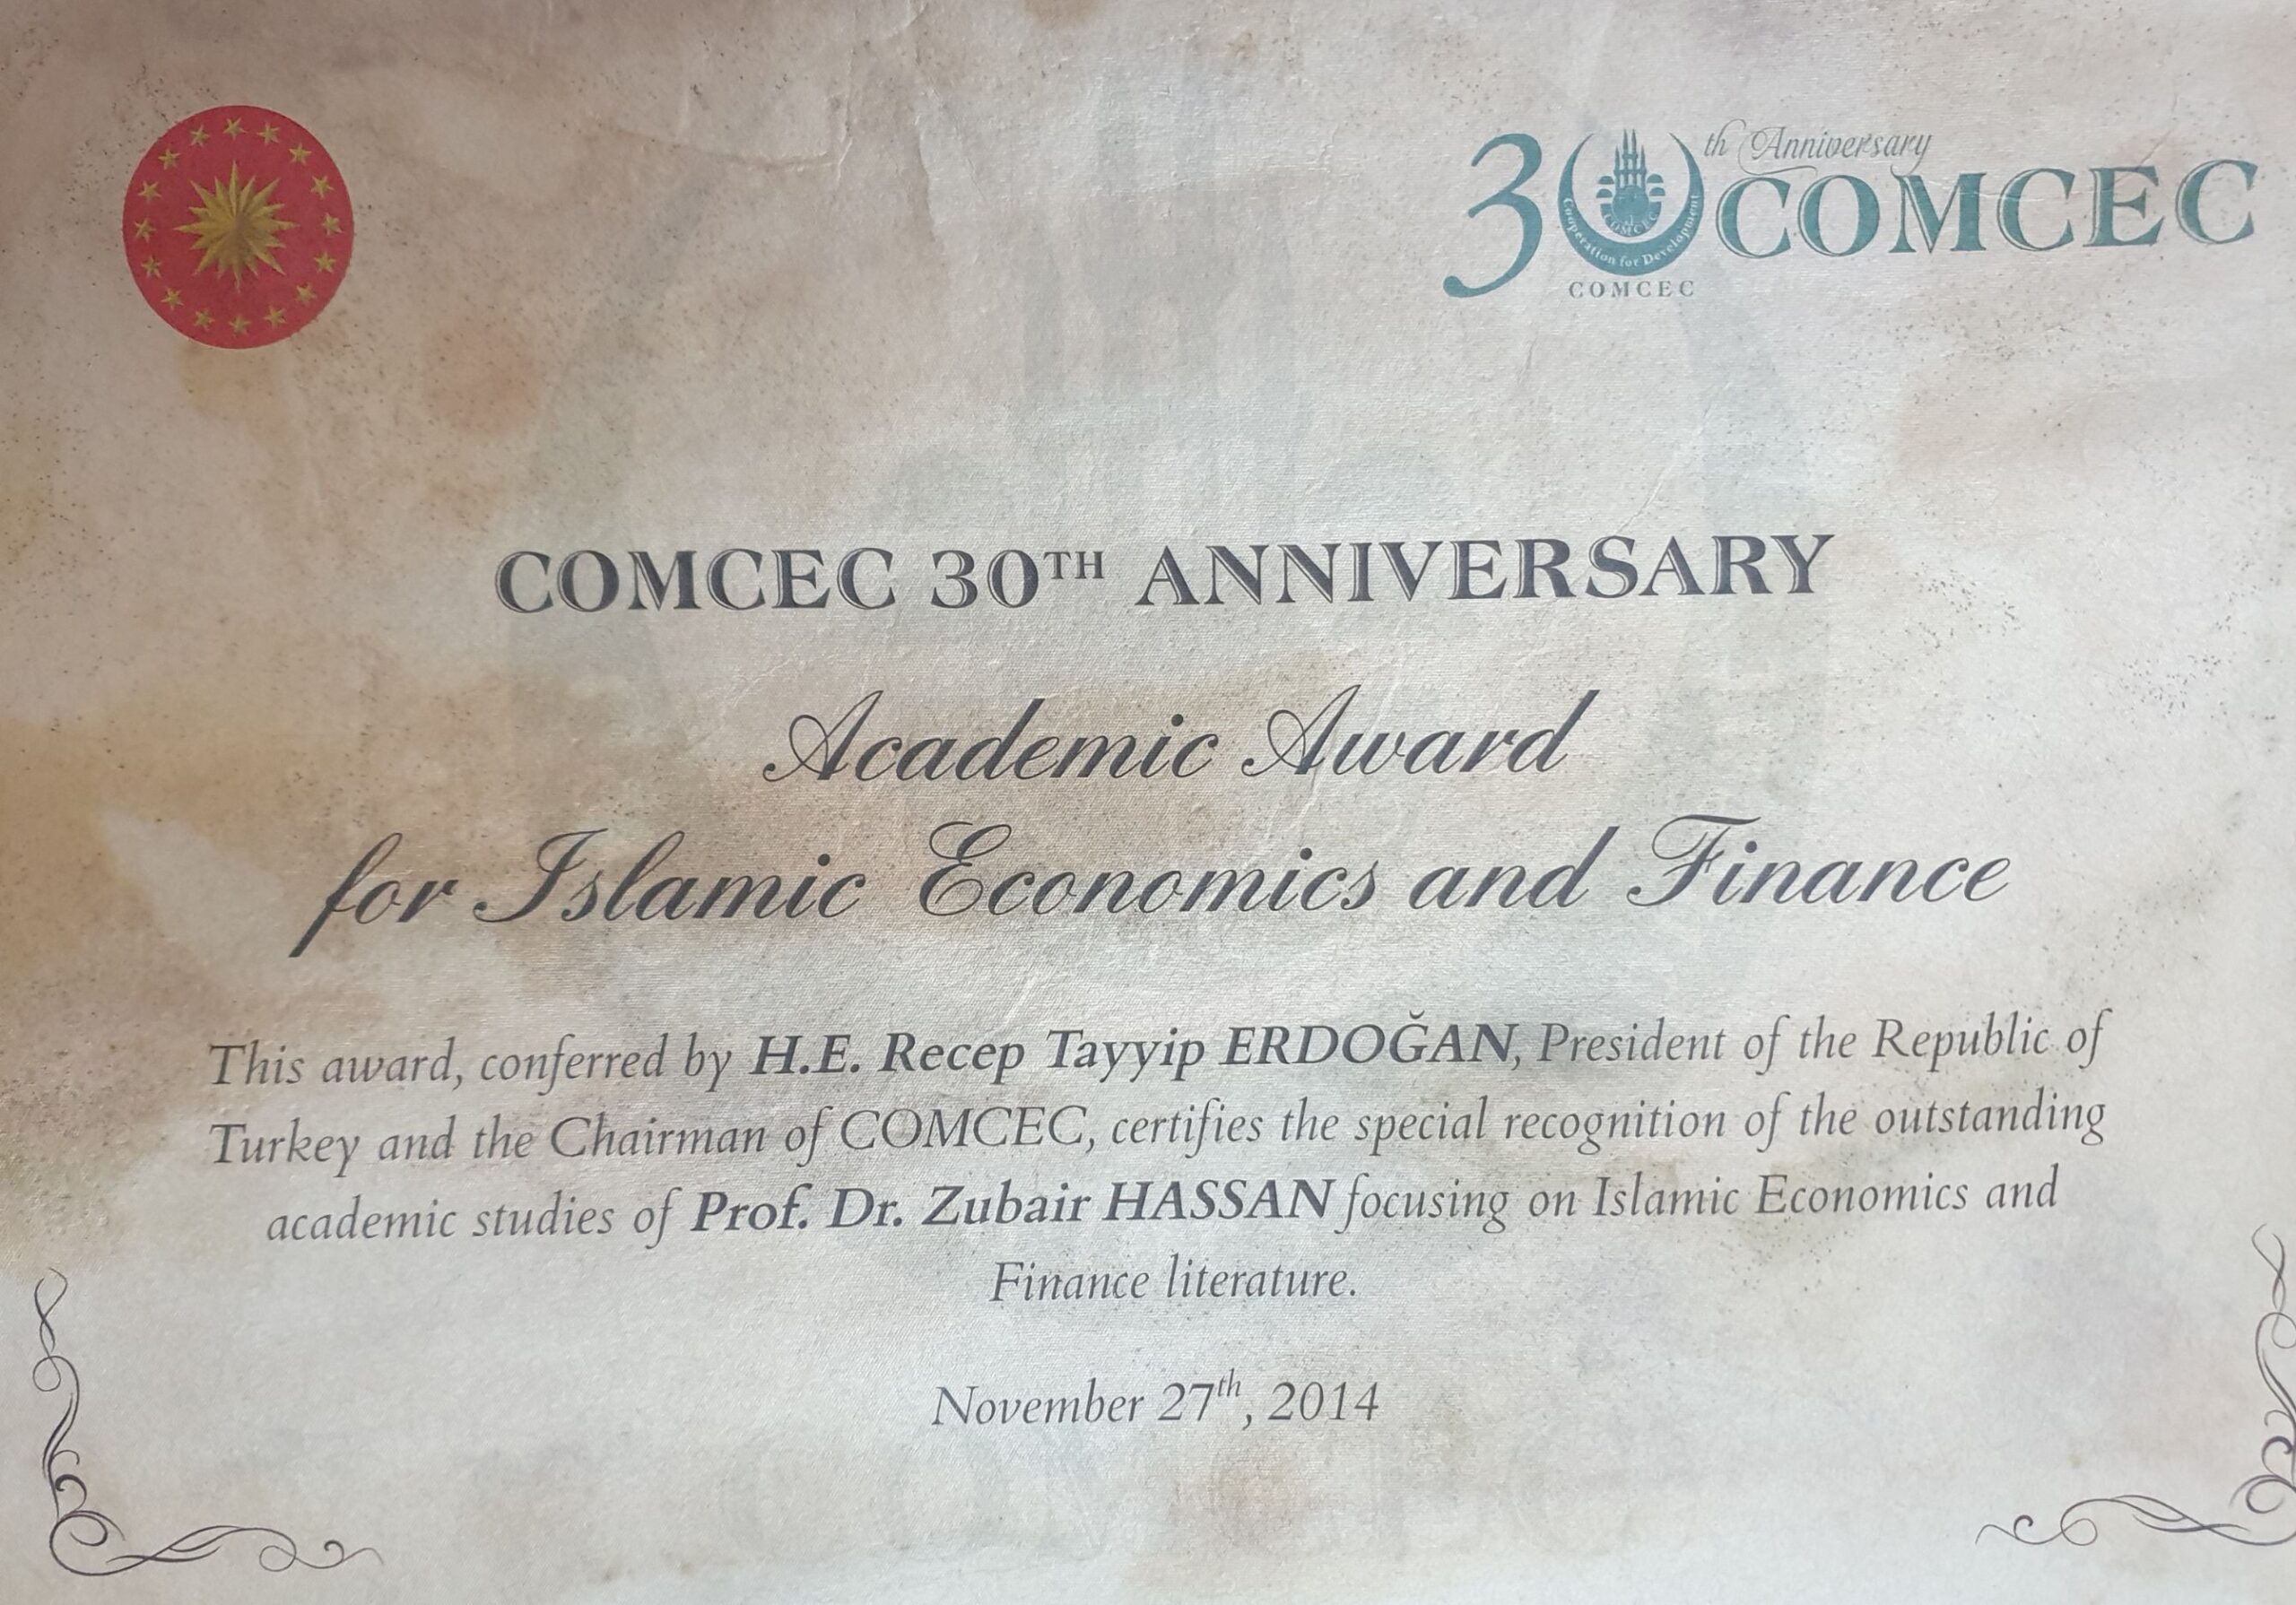 30th Anniversary
COMCEC
COMCEC
Cooperation for Development
COMCEC
COMCEC 30TH ANNIVERSARY
Academic Award
for Islamic Economics and Finance
This award, conferred by H.E. Recep Tayyip ERDOĞAN, President of the Republic of
Turkey and the Chairman of COMCEC, certifies the special recognition of the outstanding
academic studies of Prof. Dr. Zubair HASSAN focusing on Islamic Economics and
Finance literature.
November 27th, 2014